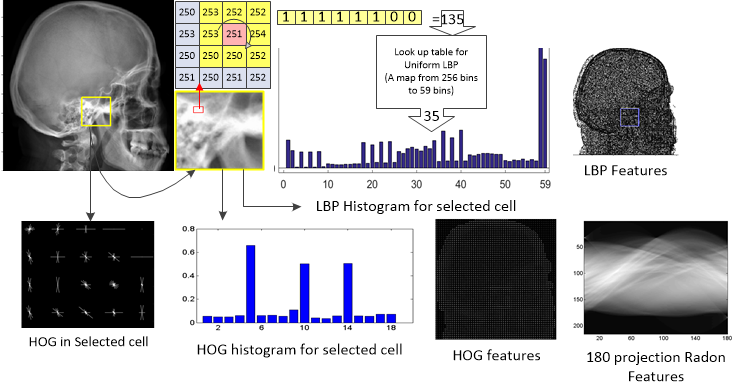 250 253 252 252
253 253 251 254
250 250 250 252
251 250 251 252
1 1 1 1 1 1 0 0 =135
Look up table for
Uniform LBP
(A map from 256 bins
to 59 bins)
35
0 10 20 30 40 50 59
LBP Histogram for selected cell
LBP Features
HOG in Selected cell
0.8
0.6
0.4
0.2
0
2 6 10 14 18
HOG histogram for selected cell
HOG features
50
100
150
200
20 60 100 140 180
180 projection Radon
Features